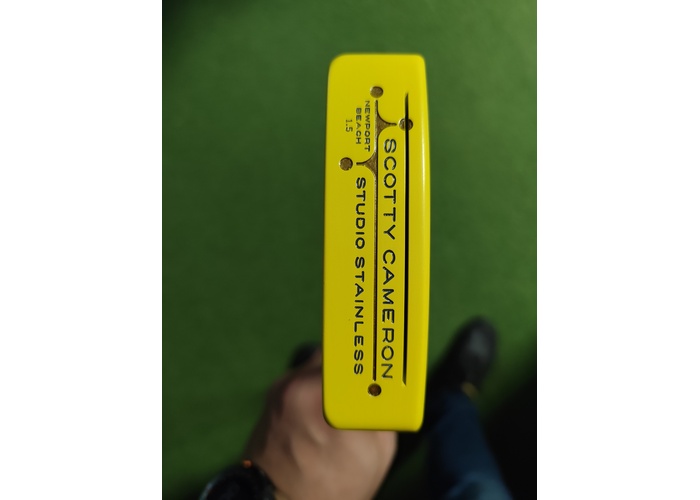 SCOTTY CAMERON
STUDIO STAINLESS
NEWPORT
BEACH
1.5